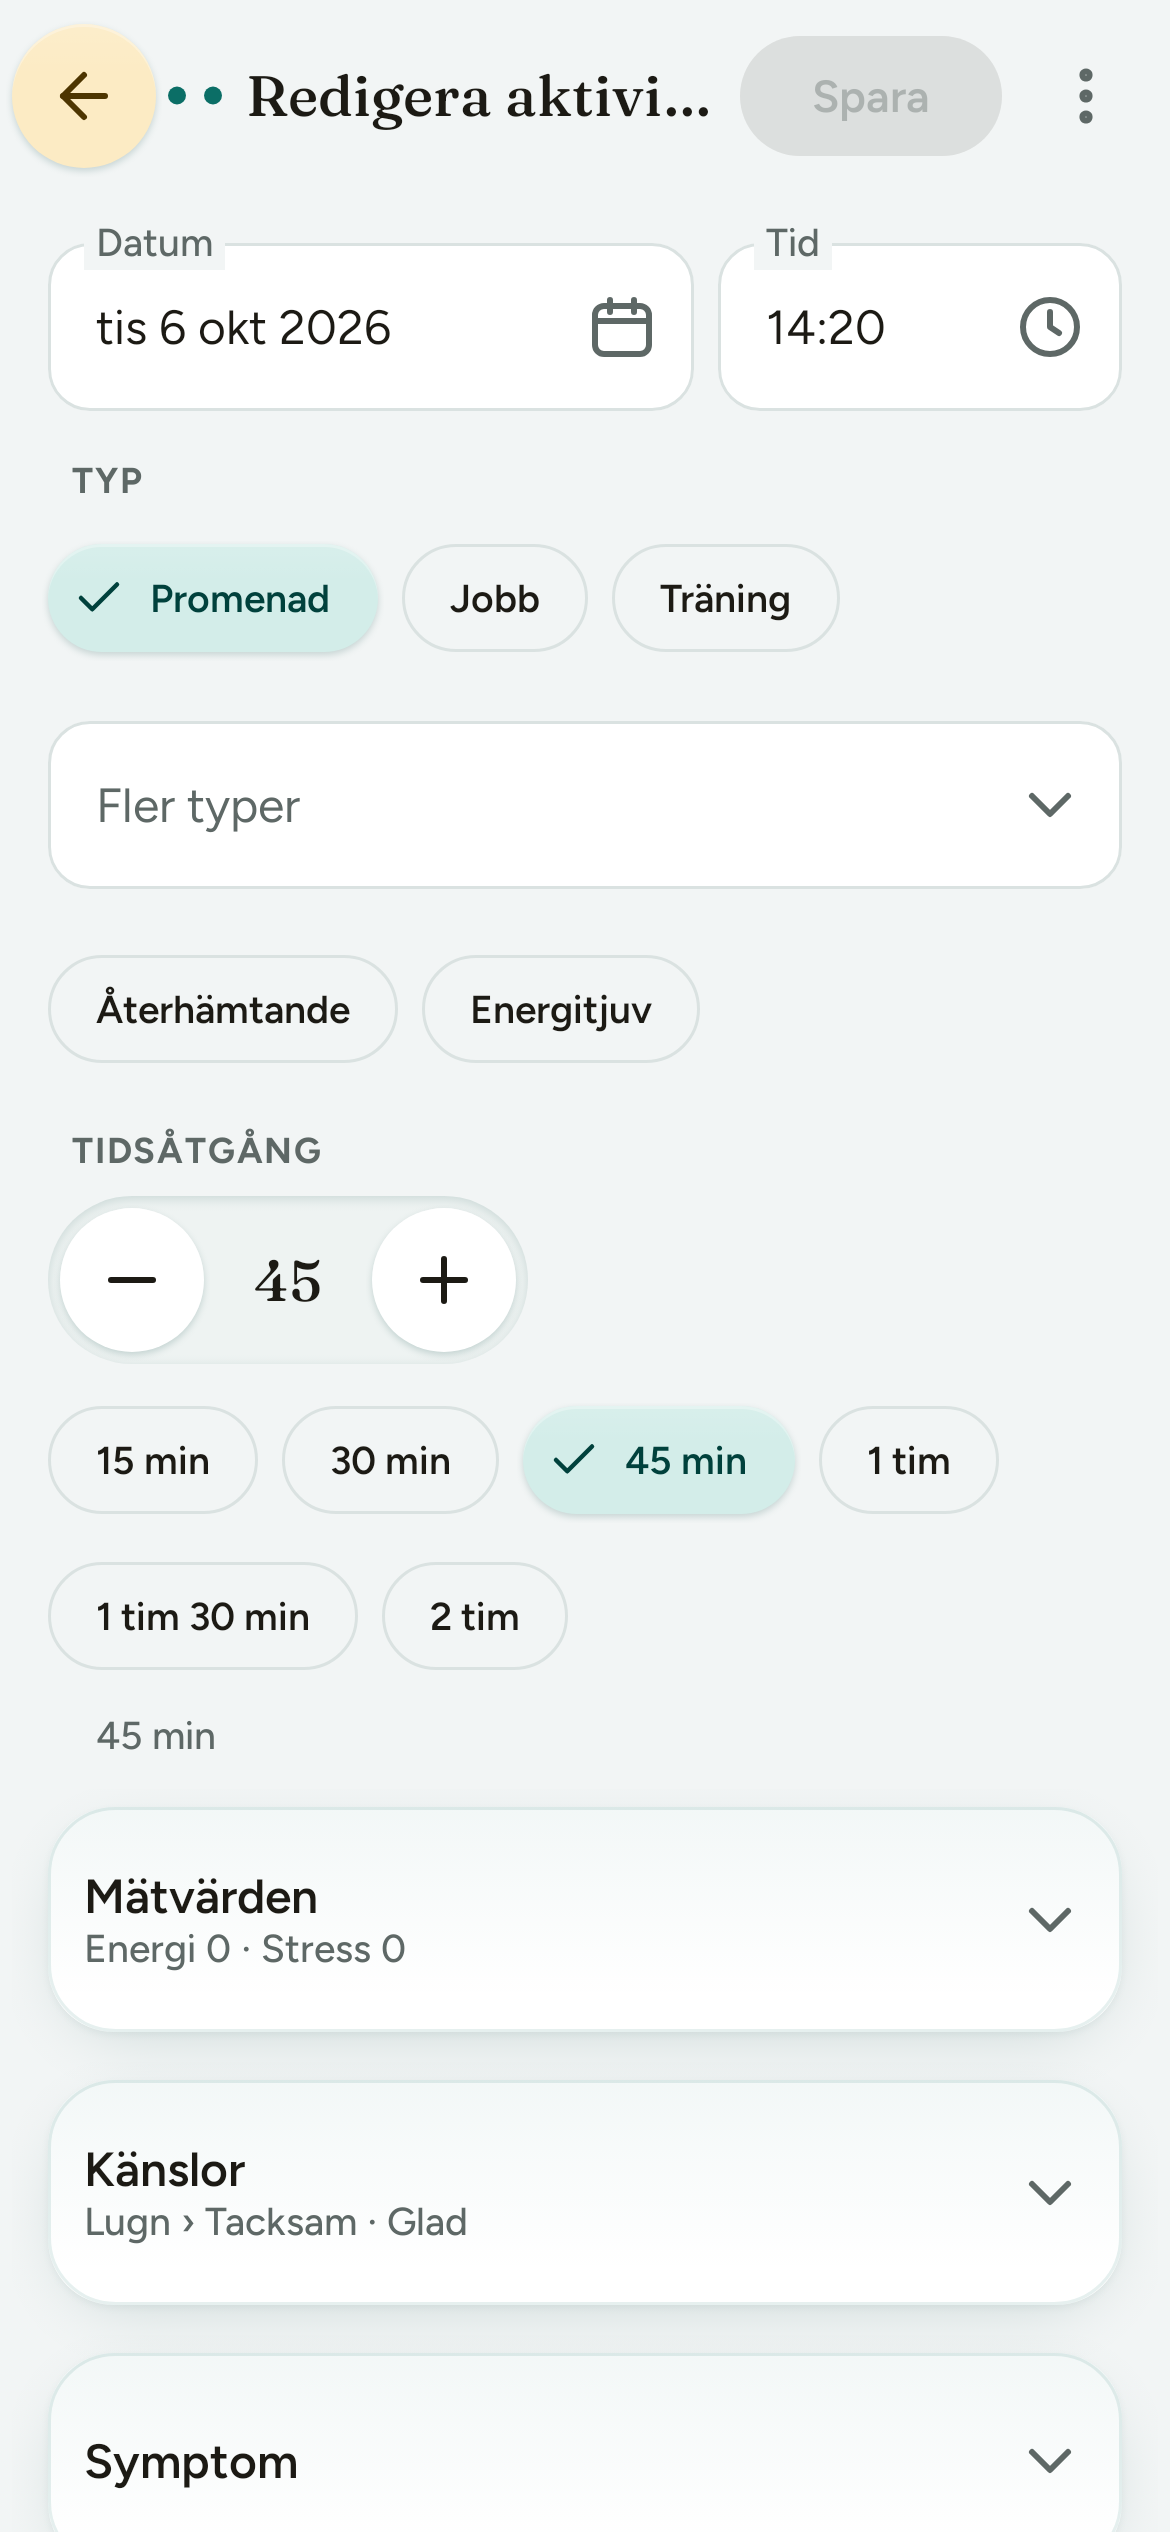 Redigera aktivi...
Spara
Datum
Tid
tis 6 okt 2026
14:20
TYP
Promenad
Jobb
Träning
Fler typer
Återhämtande
Energitjuv
TIDSÅTGÅNG
45
15 min
30 min
45 min
1 tim
1 tim 30 min
2 tim
45 min
Mätvärden
Energi 0 · Stress 0
Känslor
Lugn › Tacksam · Glad
Symptom